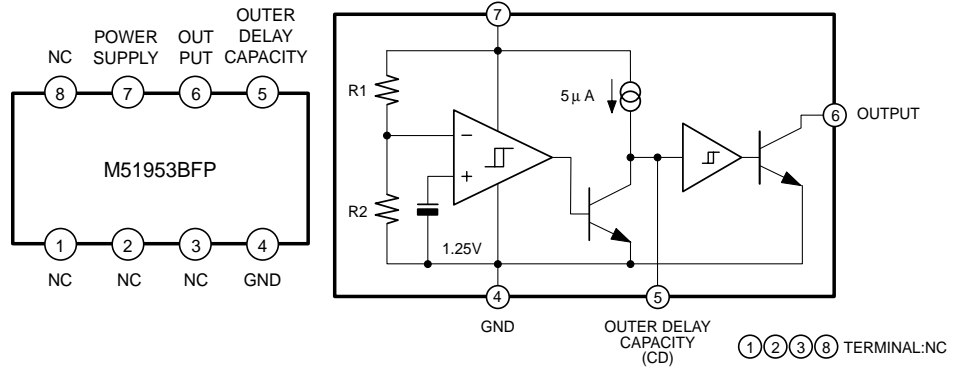 NC
POWER
SUPPLY
OUT
PUT
OUTER
DELAY
CAPACITY
8
7
6
5
M51953BFP
1
2
3
4
NC
NC
NC
GND
7
R1
5 μ A
6
OUTPUT
−
+
R2
1.25V
4
5
GND
OUTER DELAY
CAPACITY
(CD)
1 2 3 8 TERMINAL:NC